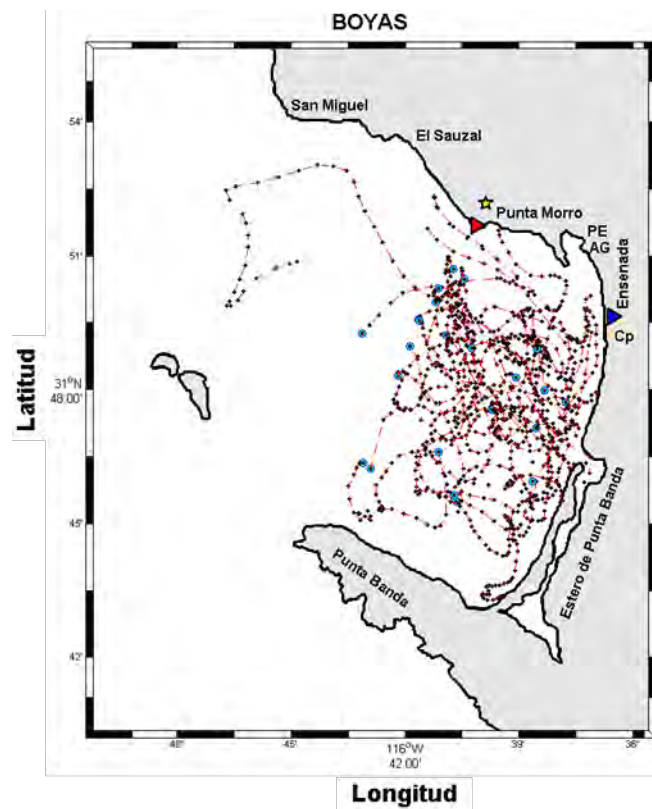 BOYAS
San Miguel
54'
El Sauzal
Punta Morro
PE
51'
AG
Ensenada
Cp
Latitud
31°N
48 00'
45'
Punta Banda
Estero de Punta Banda
42'
48'
45'
116°W
42 00'
39'
36'
Longitud